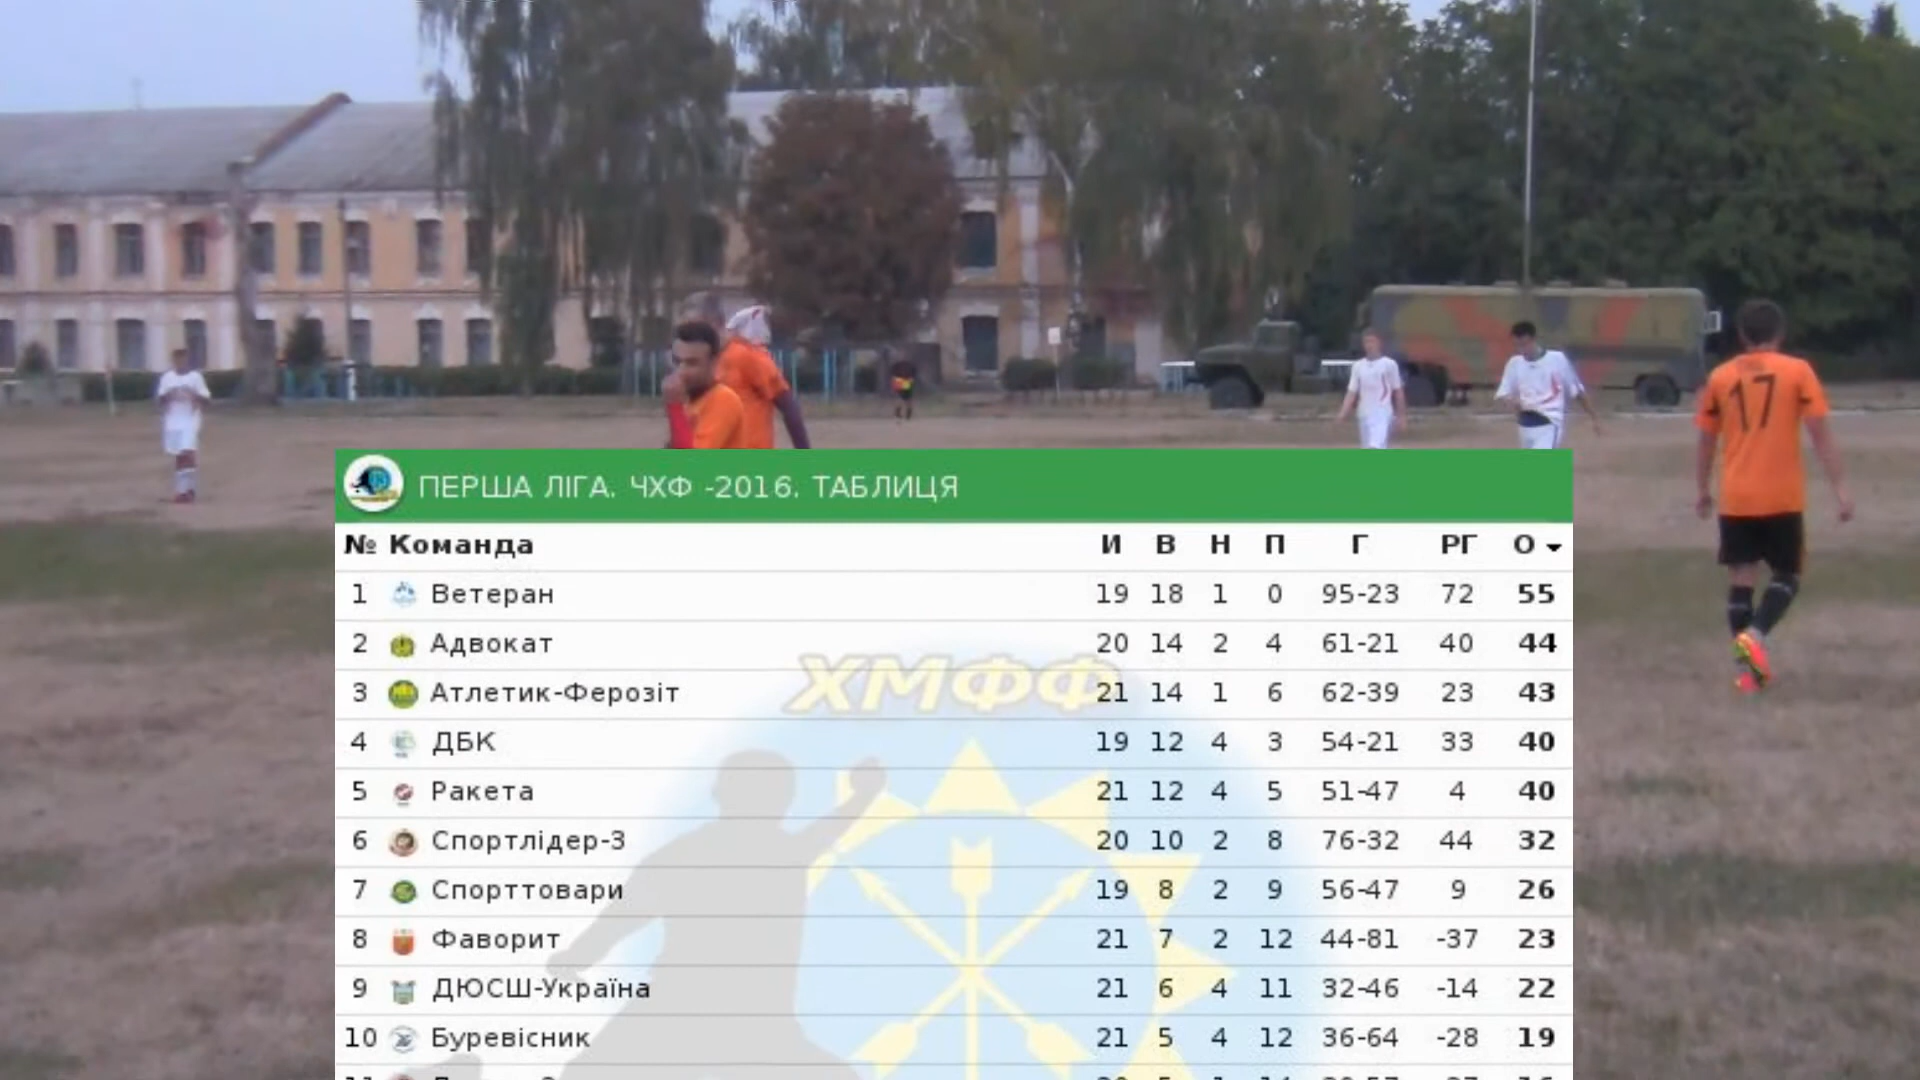 17
ПЕРША ЛІГА. ЧХФ -2016. ТАБЛИЦЯ
№ Команда И В Н П Г РГ О
1 Ветеран 19 18 1 0 95-23 72 55
2 Адвокат 20 14 2 4 61-21 40 44
3 Атлетик-Ферозіт 21 14 1 6 62-39 23 43
4 ДБК 19 12 4 3 54-21 33 40
5 Ракета 21 12 4 5 51-47 4 40
6 Спортлідер-3 20 10 2 8 76-32 44 32
7 Спорттовари 19 8 2 9 56-47 9 26
8 Фаворит 21 7 2 12 44-81 -37 23
9 ДЮСШ-Україна 21 6 4 11 32-46 -14 22
10 Буревісник 21 5 4 12 36-64 -28 19
ХМФФ